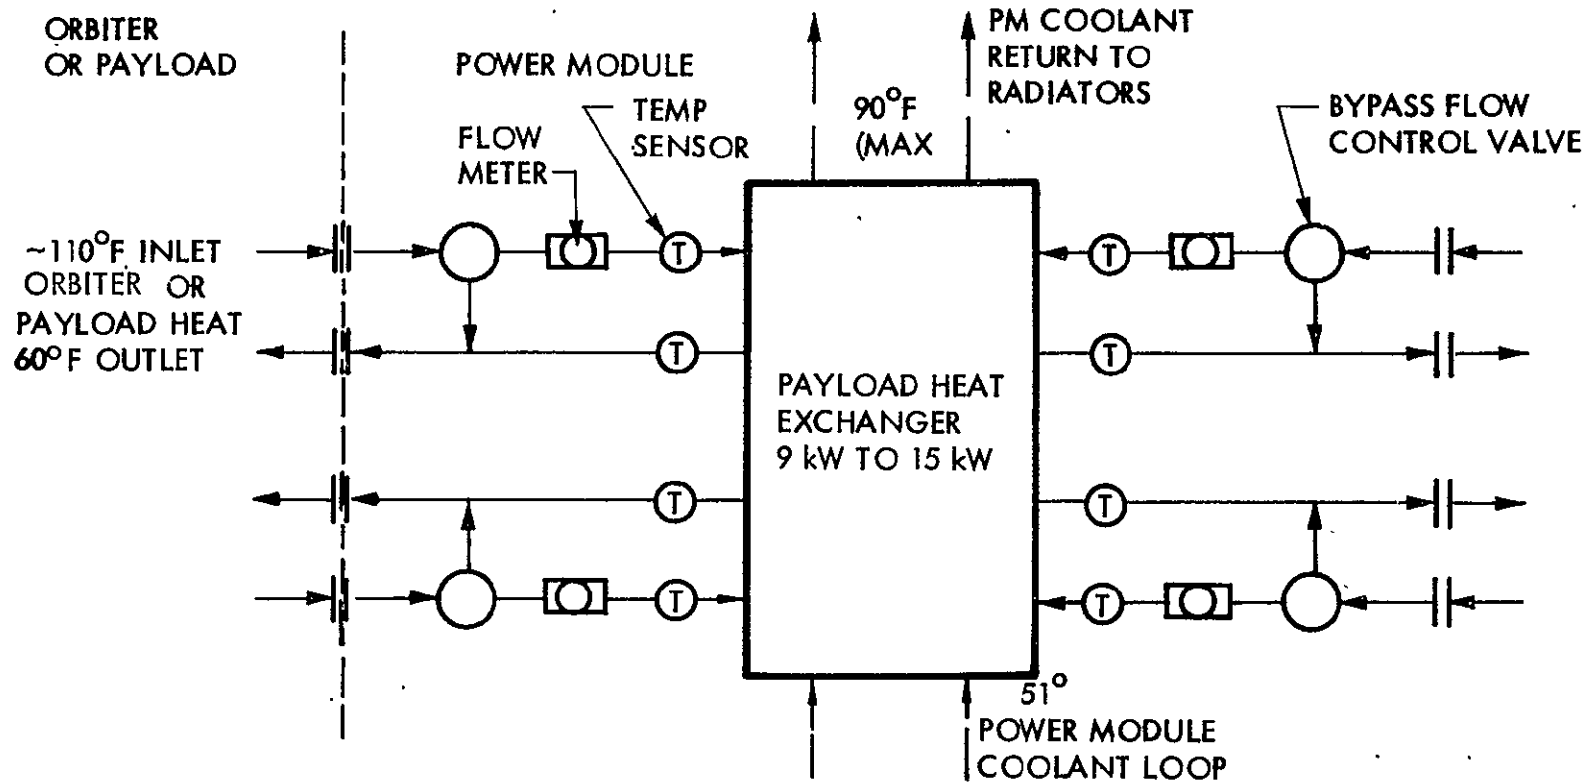 ORBITER
OR PAYLOAD
POWER MODULE
TEMP
SENSOR
FLOW
METER
90°F
(MAX
PM COOLANT
RETURN TO
RADIATORS
BYPASS FLOW
CONTROL VALVE
~110°F INLET
ORBITER OR
PAYLOAD HEAT
60°F OUTLET
T
T
T
T
PAYLOAD HEAT
EXCHANGER
9 kW TO 15 kW
T
T
T
T
51°
POWER MODULE
COOLANT LOOP